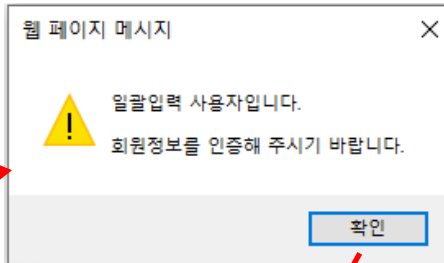 웹 페이지 메시지
일괄입력 사용자입니다.
회원정보를 인증해 주시기 바랍니다.
확인